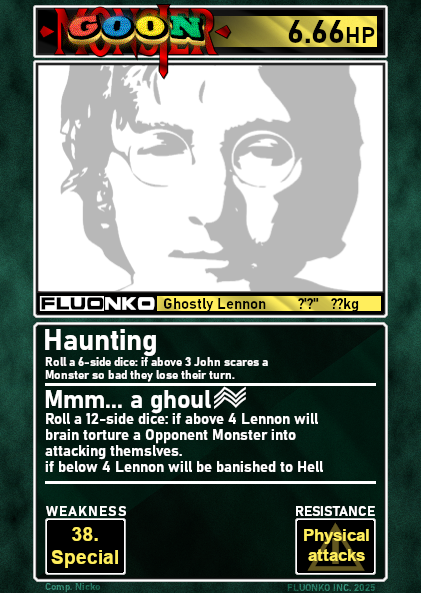 MONSTER
GOON
6.66HP
FLUONKO Ghostly Lennon ?'?" ??kg
Haunting
Roll a 6-side dice: if above 3 John scares a
Monster so bad they lose their turn.
Mmm... a ghoul
Roll a 12-side dice: if above 4 Lennon will
brain torture a Opponent Monster into
attacking themslves.
if below 4 Lennon will be banished to Hell
WEAKNESS RESISTANCE
38.
Special
Physical
attacks
Comp. Nicko FLUONKO INC. 2025